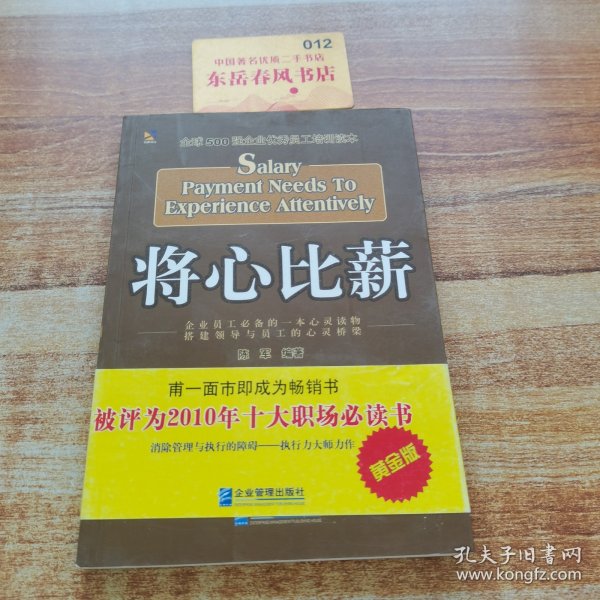 012
中国著名优质二手书店
东岳春风书店
全球500强企业优秀员工培训读本
Salary
Payment Needs To
Experience Attentively
将心比薪
企业员工必备的一本心灵读物
搭建领导与员工的心灵桥梁
陈军 编著
甫一面市即成为畅销书
被评为2010年十大职场必读书
消除管理与执行的障碍——执行力大师力作
黄金版
企业管理出版社
孔夫子旧书网
www.kongfz.com